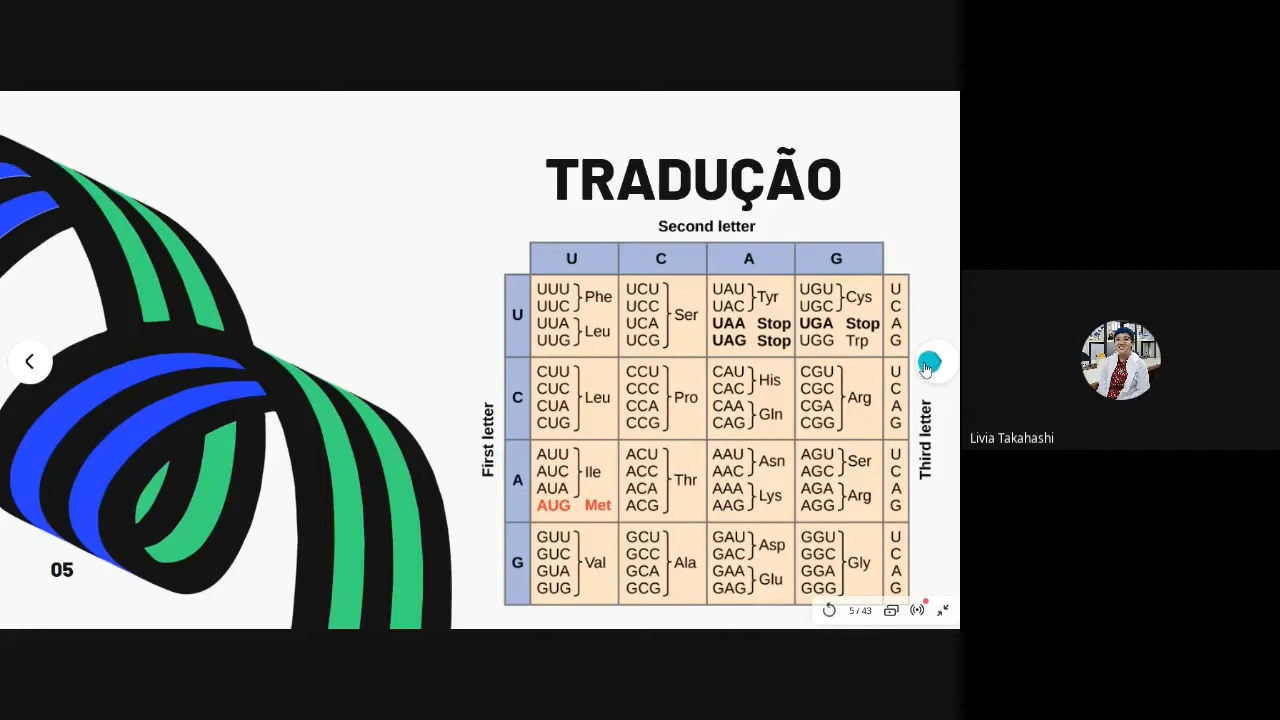 TRADUÇÃO
Second letter
U C A G
First letter
U
UUU
UUC
Phe
UUA
UUG
Leu
UCU
UCC
UCA
UCG
Ser
UAU
UAC
Tyr
UAA Stop
UAG Stop
UGU
UGC
Cys
UGA Stop
UGG Trp
U
C
A
G
C
CUU
CUC
CUA
CUG
Leu
CCU
CCC
CCA
CCG
Pro
CAU
CAC
His
CAA
CAG
Gln
CGU
CGC
CGA
CGG
Arg
U
C
A
G
A
AUU
AUC
AUA
Ile
AUG Met
ACU
ACC
ACA
ACG
Thr
AAU
AAC
Asn
AAA
AAG
Lys
AGU
AGC
Ser
AGA
AGG
Arg
U
C
A
G
G
GUU
GUC
GUA
GUG
Val
GCU
GCC
GCA
GCG
Ala
GAU
GAC
Asp
GAA
GAG
Glu
GGU
GGC
GGA
GGG
Gly
U
C
A
G
Third letter
05
5 / 43
Livia Takahashi